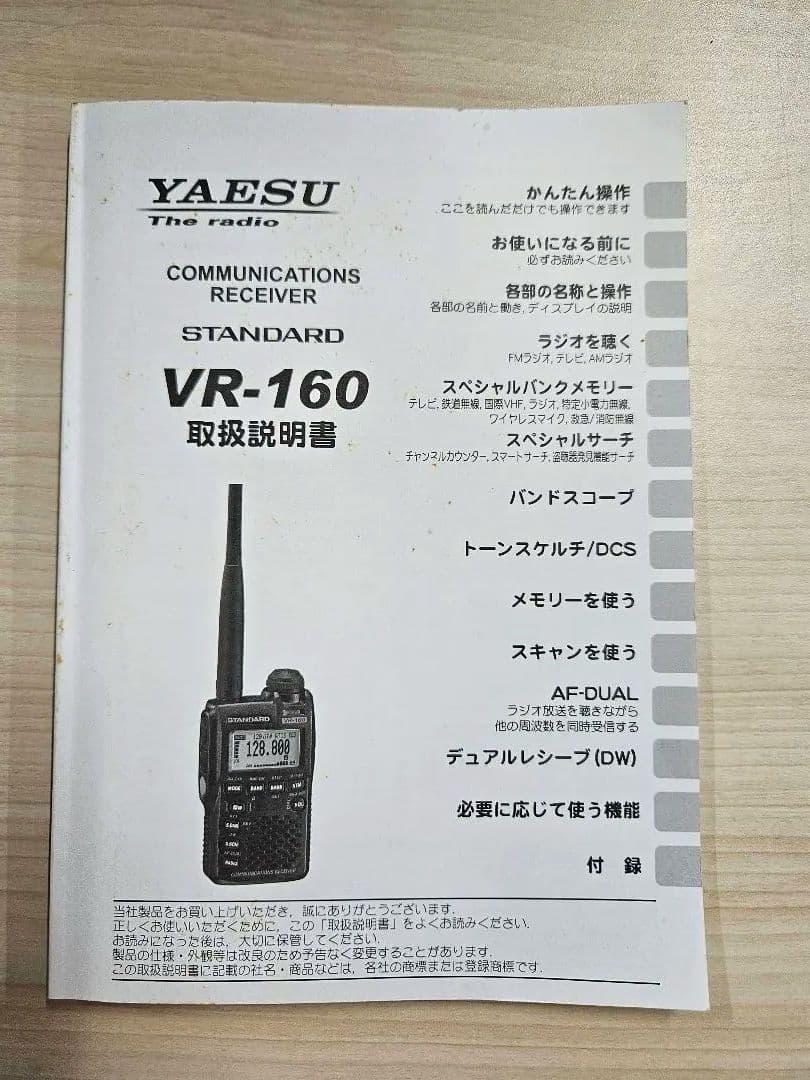 YAESU
The radio
COMMUNICATIONS
RECEIVER
STANDARD
VR-160
取扱説明書
かんたん操作
ここを読んだだけでも操作できます
お使いになる前に
必ずお読みください
各部の名称と操作
各部の名前と働き, ディスプレイの説明
ラジオを聴く
FMラジオ, テレビ, AMラジオ
スペシャルバンクメモリー
テレビ, 鉄道無線, 国際VHF, ラジオ, 特定小電力無線,
ワイヤレスマイク, 救急/消防無線
スペシャルサーチ
チャンネルカウンター, スマートサーチ, 盗聴器発見機能サーチ
バンドスコープ
トーンスケルチ/DCS
メモリーを使う
スキャンを使う
AF-DUAL
ラジオ放送を聴きながら
他の周波数を同時受信する
デュアルレシーブ(DW)
必要に応じて使う機能
付 録
STANDARD
VR-160
128.800
MODE
BAND
COMMUNICATIONS RECEIVER
当社製品をお買い上げいただき, 誠にありがとうございます.
正しくお使いいただくために, この「取扱説明書」をよくお読みください.
お読みになった後は, 大切に保管してください.
製品の仕様・外観等は改良のため予告なく変更することがあります.
この取扱説明書に記載の社名・商品などは, 各社の商標または登録商標です.